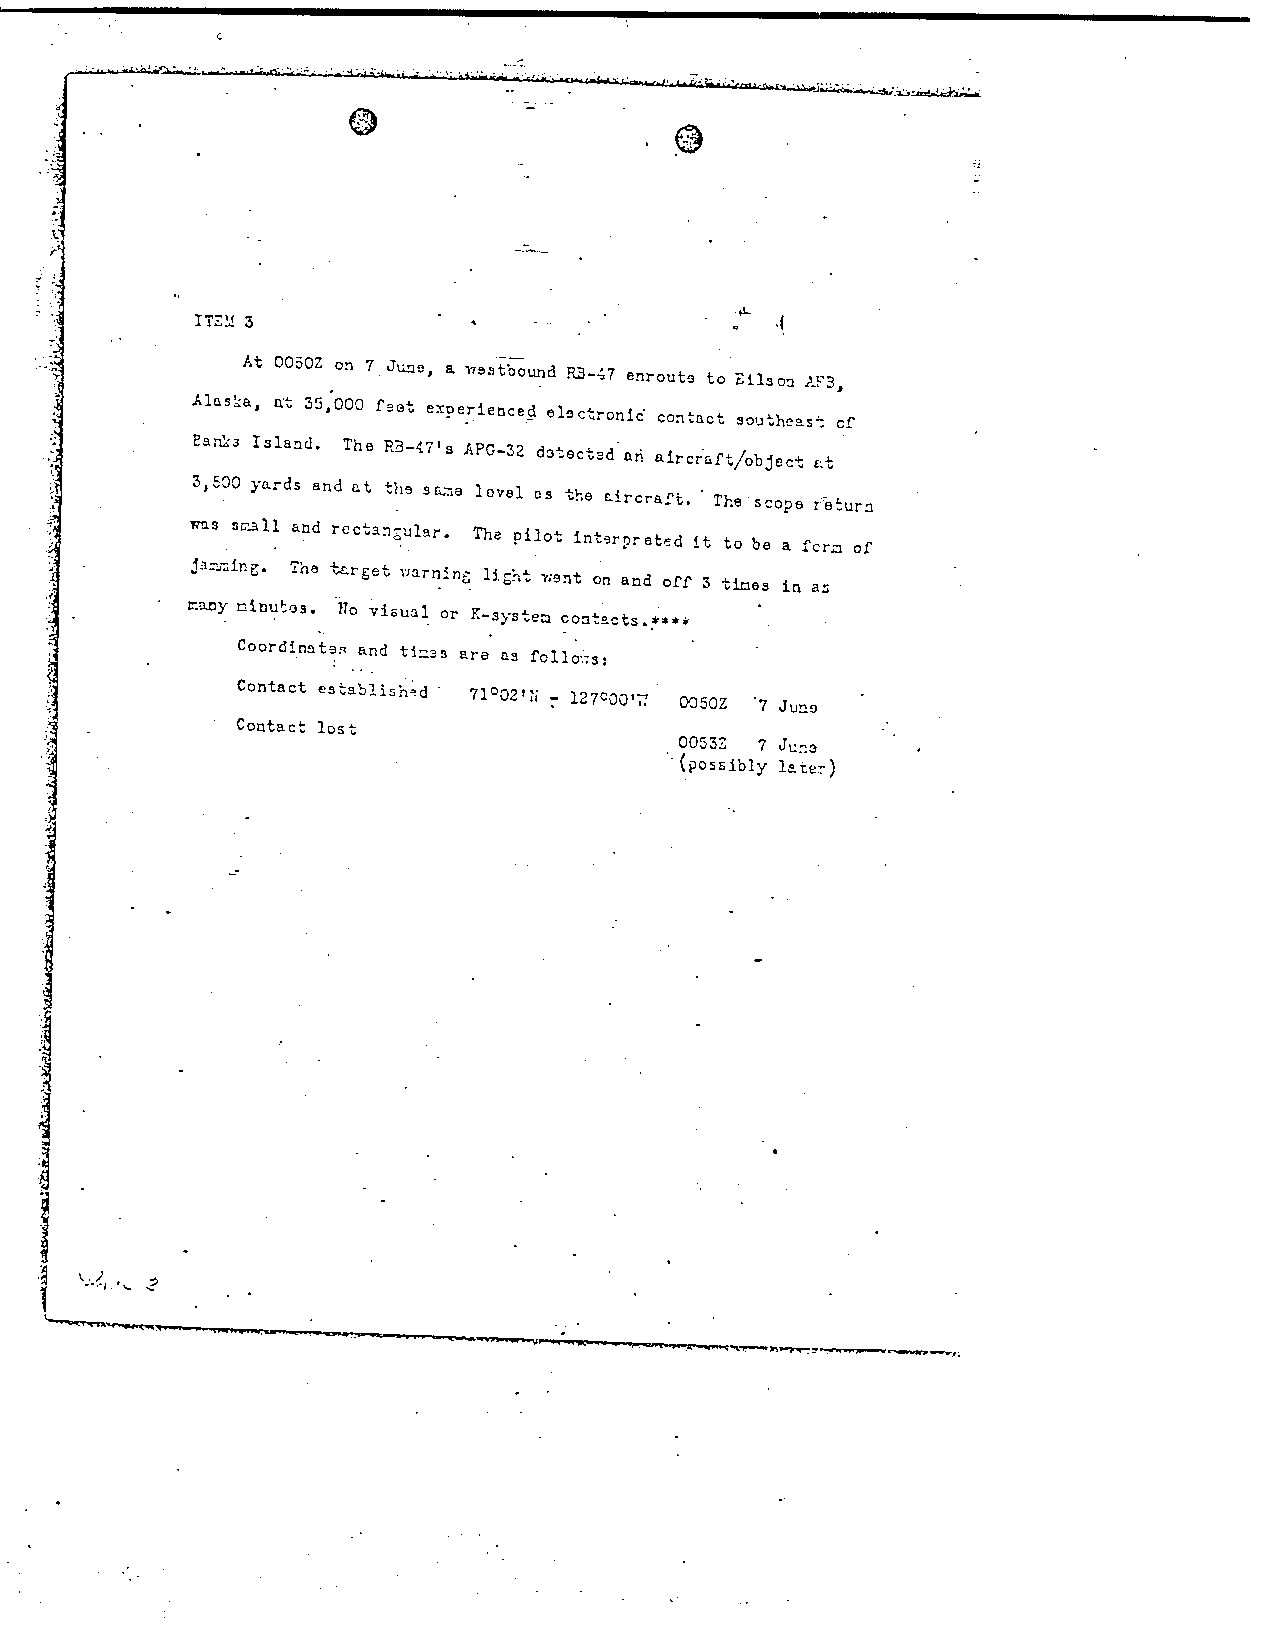 ITEM 3
At 0050Z on 7 June, a westbound RB-47 enroute to Eilson AFB,
Alaska, at 35,000 feet experienced electronic contact southeast of
Banks Island. The RB-47's APG-32 detected an aircraft/object at
3,500 yards and at the same level as the aircraft. The scope return
was small and rectangular. The pilot interpreted it to be a form of
jamming. The target warning light went on and off 3 times in as
many minutes. No visual or K-system contacts.****
Coordinates and times are as follows:
Contact established 71°02'N - 127°00'W 0050Z 7 June
Contact lost 0053Z 7 June
(possibly later)